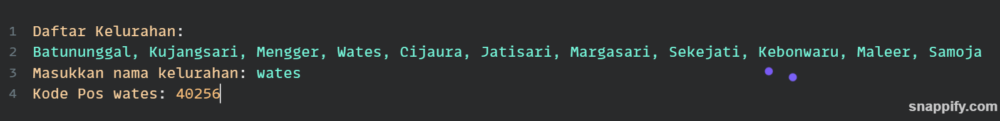 1 Daftar Kelurahan:
2 Batununggal, Kujangsari, Mengger, Wates, Cijaura, Jatisari, Margasari, Sekejati, Kebonwaru, Maleer, Samoja
3 Masukkan nama kelurahan: wates
4 Kode Pos wates: 40256
snappify.com